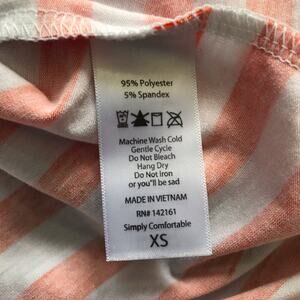 95% Polyester
5% Spandex
Machine Wash Cold
Gentle Cycle
Do Not Bleach
Hang Dry
Do Not Iron
or you'll be sad
MADE IN VIETNAM
RN# 142161
Simply Comfortable
XS